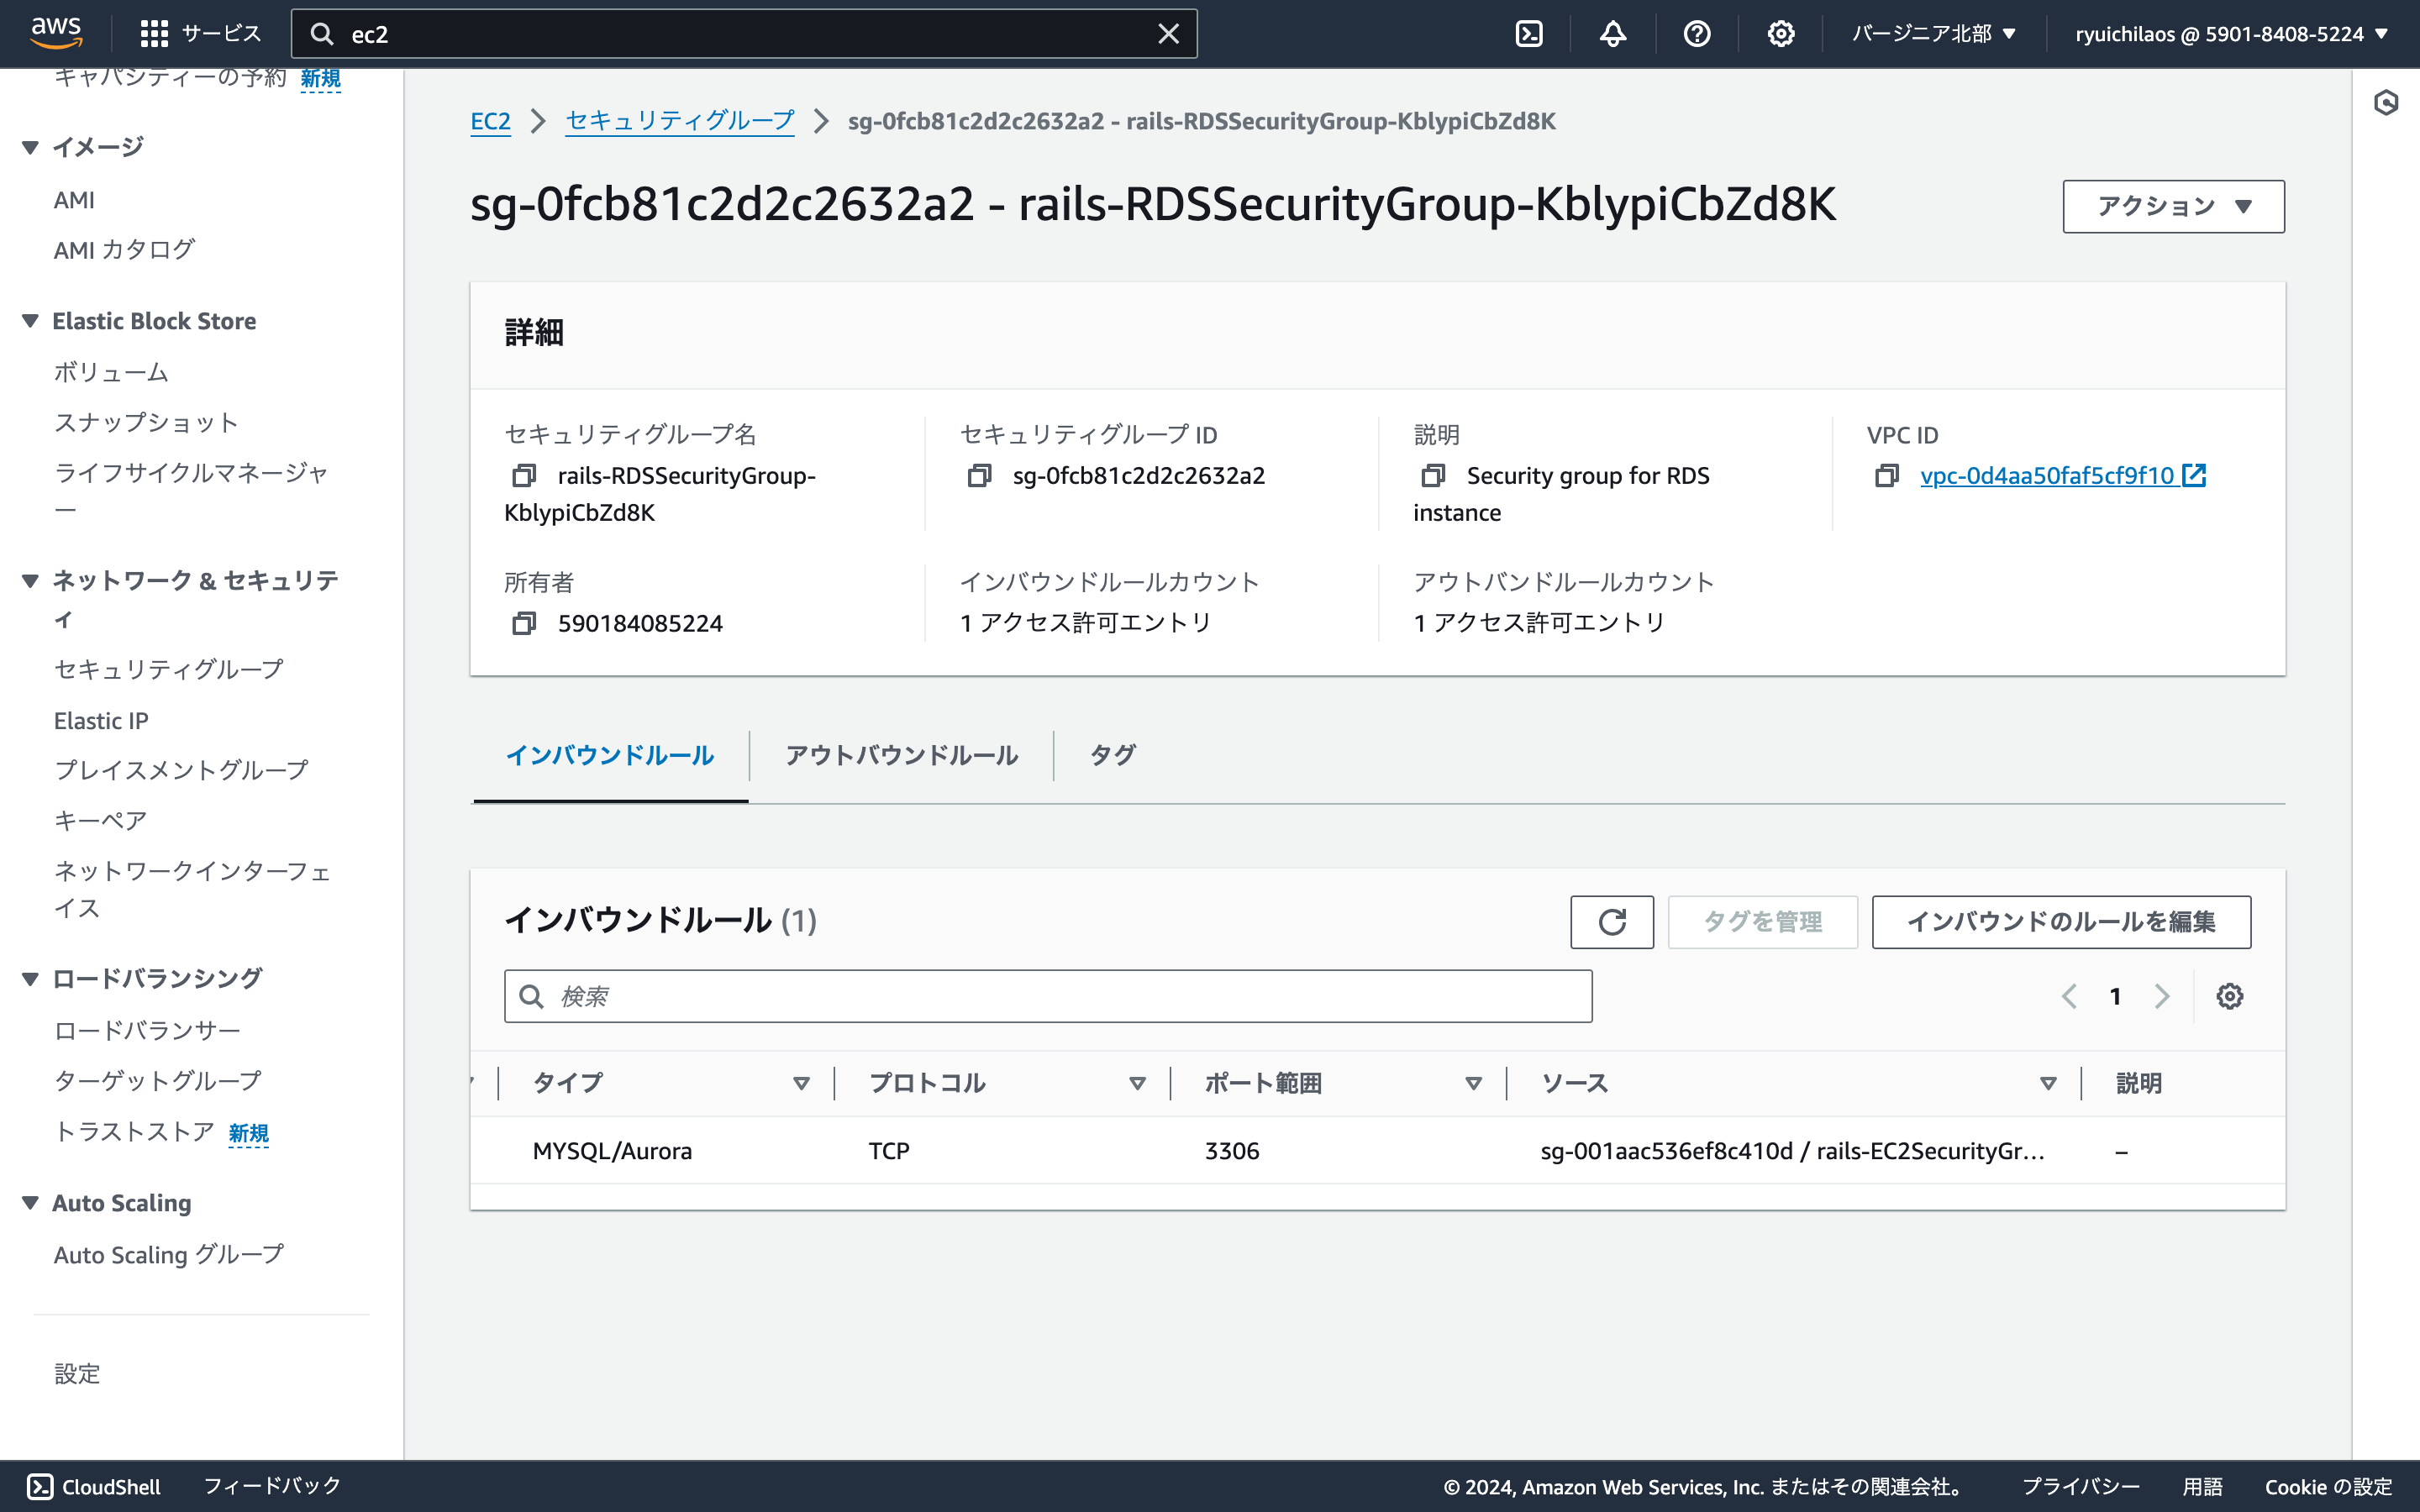 aws
サービス
ec2
バージニア北部
ryuichilaos @ 5901-8408-5224
キャパシティーの予約 新規
イメージ
AMI
AMI カタログ
Elastic Block Store
ボリューム
スナップショット
ライフサイクルマネージャ
ー
ネットワーク & セキュリテ
ィ
セキュリティグループ
Elastic IP
プレイスメントグループ
キーペア
ネットワークインターフェ
イス
ロードバランシング
ロードバランサー
ターゲットグループ
トラストストア 新規
Auto Scaling
Auto Scaling グループ
設定
EC2
セキュリティグループ
sg-0fcb81c2d2c2632a2 - rails-RDSSecurityGroup-KblypiCbZd8K
sg-0fcb81c2d2c2632a2 - rails-RDSSecurityGroup-KblypiCbZd8K
アクション
詳細
セキュリティグループ名
rails-RDSSecurityGroup-
KblypiCbZd8K
セキュリティグループ ID
sg-0fcb81c2d2c2632a2
説明
Security group for RDS
instance
VPC ID
vpc-0d4aa50faf5cf9f10
所有者
590184085224
インバウンドルールカウント
1 アクセス許可エントリ
アウトバンドルールカウント
1 アクセス許可エントリ
インバウンドルール
アウトバウンドルール
タグ
インバウンドルール (1)
タグを管理
インバウンドのルールを編集
検索
1
タイプ
プロトコル
ポート範囲
ソース
説明
MYSQL/Aurora
TCP
3306
sg-001aac536ef8c410d / rails-EC2SecurityGr...
–
CloudShell
フィードバック
© 2024, Amazon Web Services, Inc. またはその関連会社。
プライバシー
用語
Cookie の設定